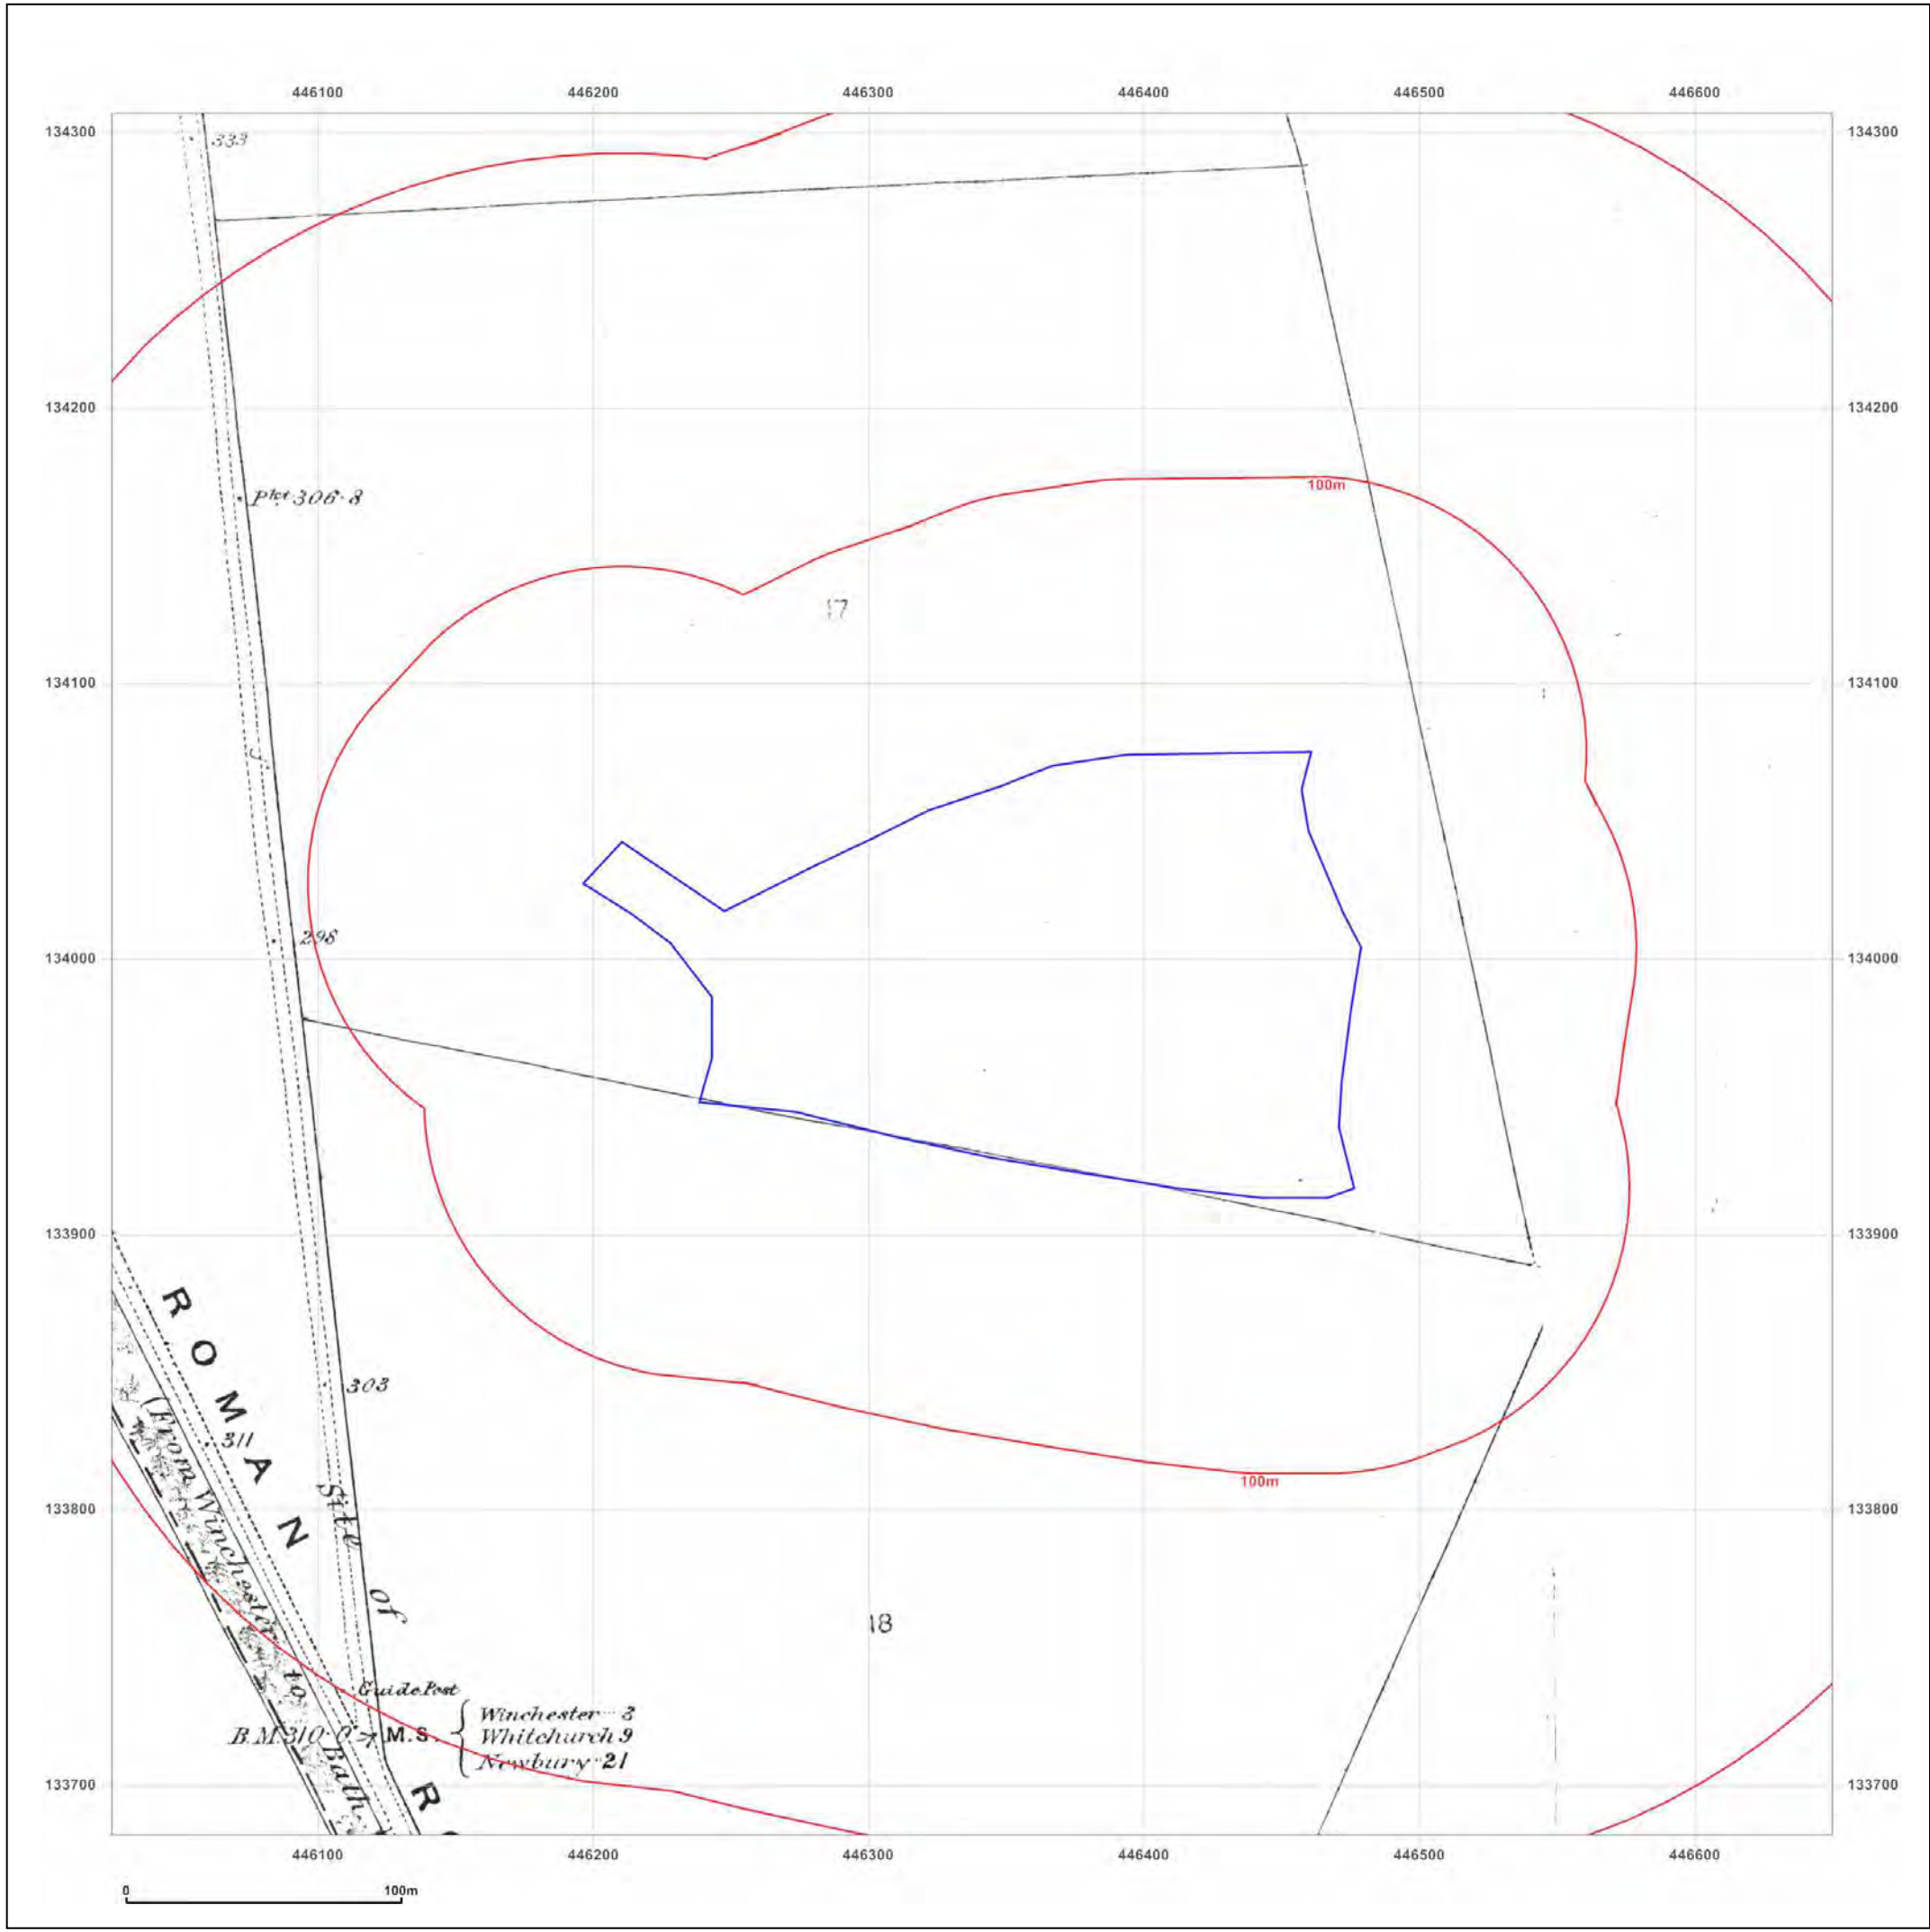 446100 446200 446300 446400 446500 446600
134300 134300
333
134200 134200
Plot 306·8
100m
17
134100 134100
298
134000 134000
133900 133900
ROMAN
303
311
(From Winchester to Bath
Site of
100m
133800 133800
18
Guide Post
B.M. 310·0 M.S.
Winchester 3
Whitchurch 9
Newbury 21
133700 133700
R
446100 446200 446300 446400 446500 446600
0 100m